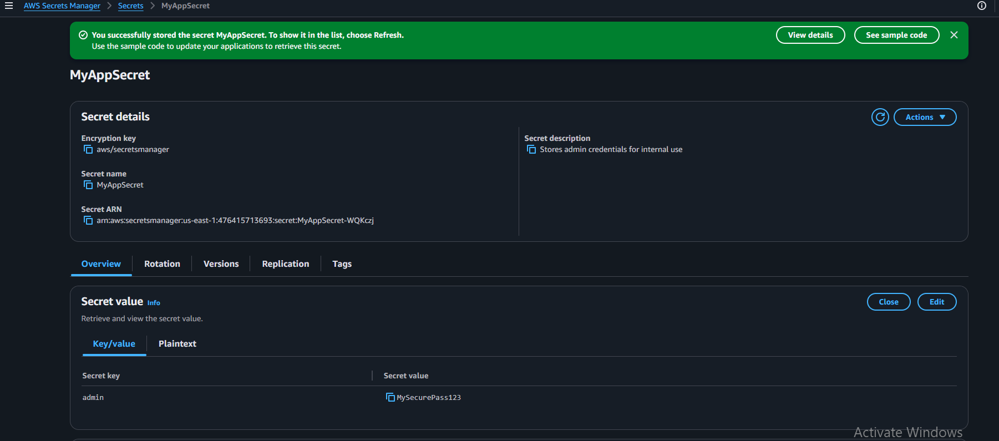 AWS Secrets Manager > Secrets > MyAppSecret
You successfully stored the secret MyAppSecret. To show it in the list, choose Refresh.
Use the sample code to update your applications to retrieve this secret.
View details
See sample code
MyAppSecret
Secret details
Actions
Encryption key
aws/secretsmanager
Secret name
MyAppSecret
Secret ARN
arn:aws:secretsmanager:us-east-1:476415713693:secret:MyAppSecret-WQKczj
Secret description
Stores admin credentials for internal use
Overview
Rotation
Versions
Replication
Tags
Secret value Info
Close
Edit
Retrieve and view the secret value.
Key/value
Plaintext
Secret key
Secret value
admin
MySecurePass123
Activate Windows